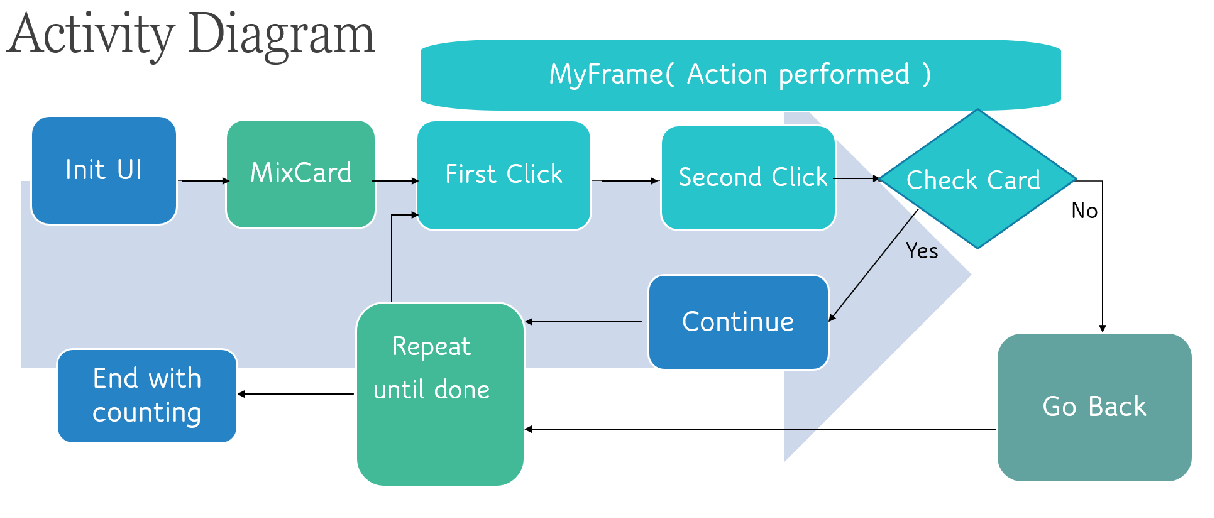 Activity Diagram
MyFrame( Action performed )
Init UI
MixCard
First Click
Second Click
Check Card
No
Yes
Continue
Repeat
until done
End with
counting
Go Back